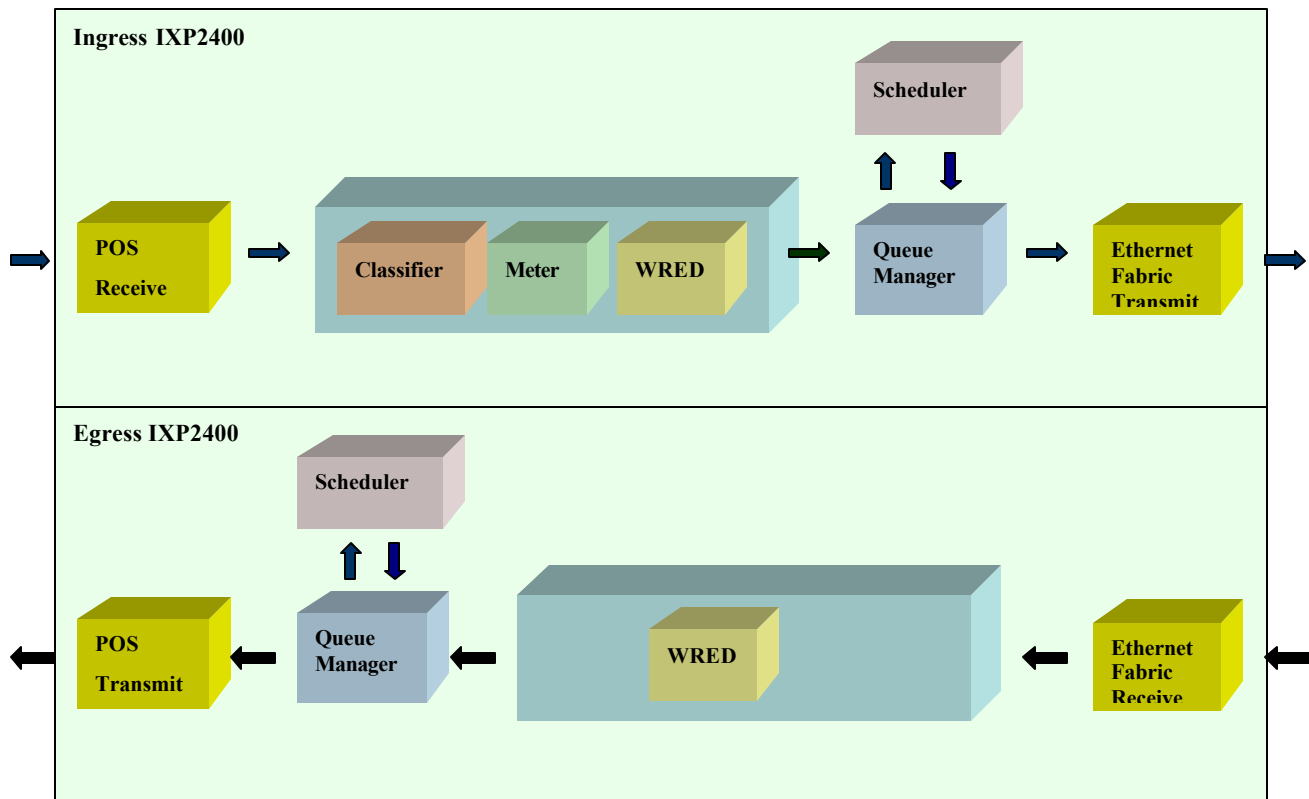 Ingress IXP2400
Scheduler
POS
Receive
Classifier
Meter
WRED
Queue
Manager
Ethernet
Fabric
Transmit
Egress IXP2400
Scheduler
POS
Transmit
Queue
Manager
WRED
Ethernet
Fabric
Receive